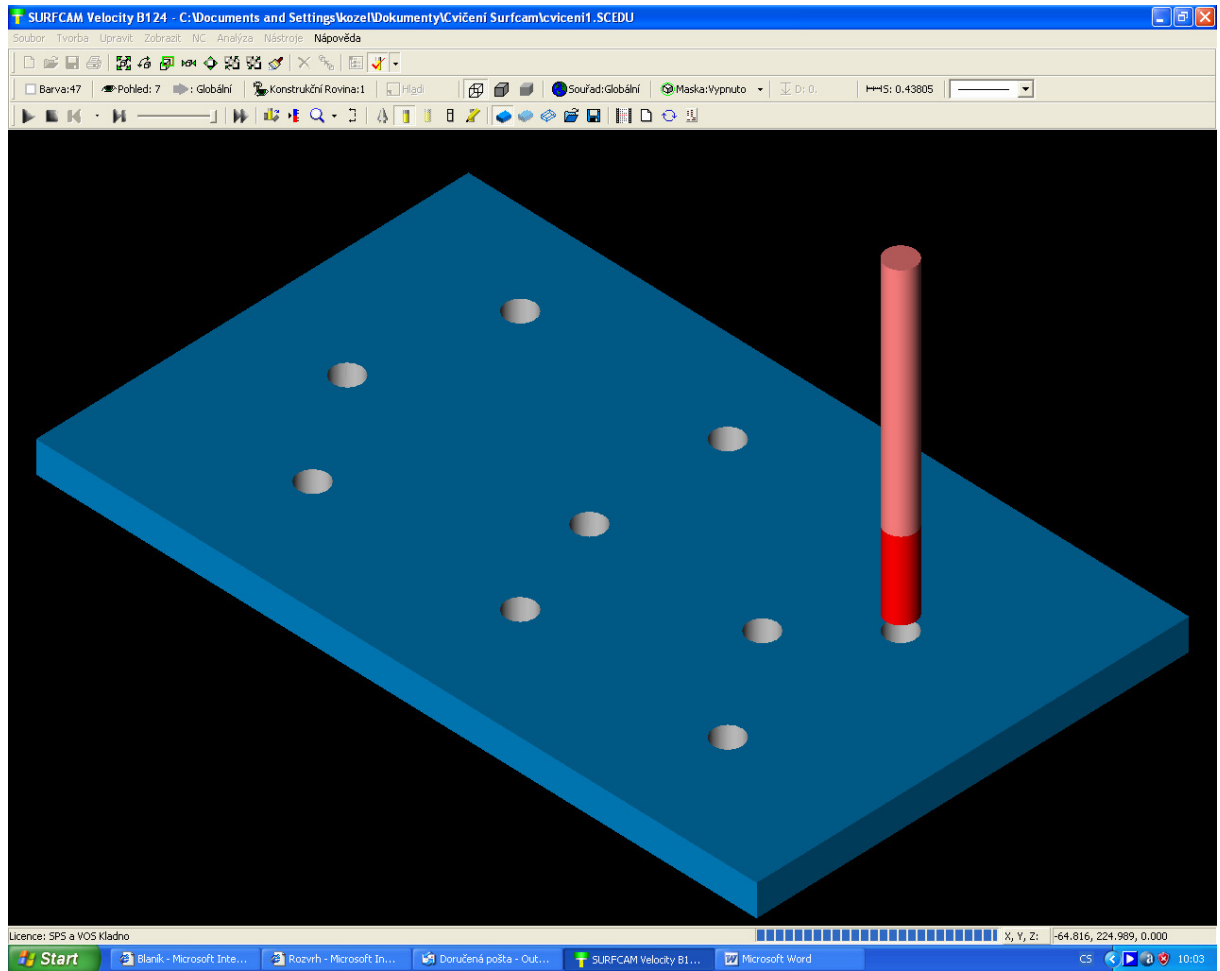 SURFCAM Velocity B124 - C:\Documents and Settings\kozel\Dokumenty\Cvičení Surfcam\cviceni1.SCEDU
Soubor Tvorba Upravit Zobrazit NC Analýza Nástroje Nápověda
Barva:47 Pohled: 7 : Globální Konstrukční Rovina:1 Hladi Souřad:Globální Maska:Vypnuto D: 0. S: 0.43805
Licence: SPS a VOS Kladno X, Y, Z: -64.816, 224.989, 0.000
Start Blaník - Microsoft Inte... Rozvrh - Microsoft In... Doručená pošta - Out... SURFCAM Velocity B1... Microsoft Word CS 10:03